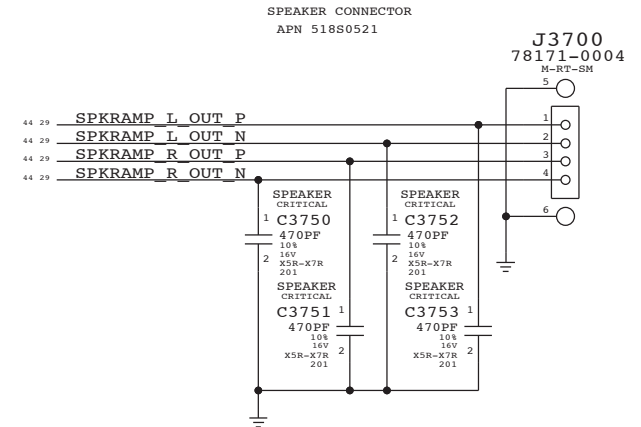 SPEAKER CONNECTOR
APN 518S0521
J3700
78171-0004
M-RT-SM
5
44 29 SPKRAMP_L_OUT_P 1
44 29 SPKRAMP_L_OUT_N 2
44 29 SPKRAMP_R_OUT_P 3
44 29 SPKRAMP_R_OUT_N 4
6
SPEAKER
CRITICAL
1 C3750
470PF
10%
16V
2 X5R-X7R
201
SPEAKER
CRITICAL
1 C3752
470PF
10%
16V
2 X5R-X7R
201
SPEAKER
CRITICAL
C3751 1
470PF
10%
16V
X5R-X7R 2
201
SPEAKER
CRITICAL
C3753 1
470PF
10%
16V
X5R-X7R 2
201